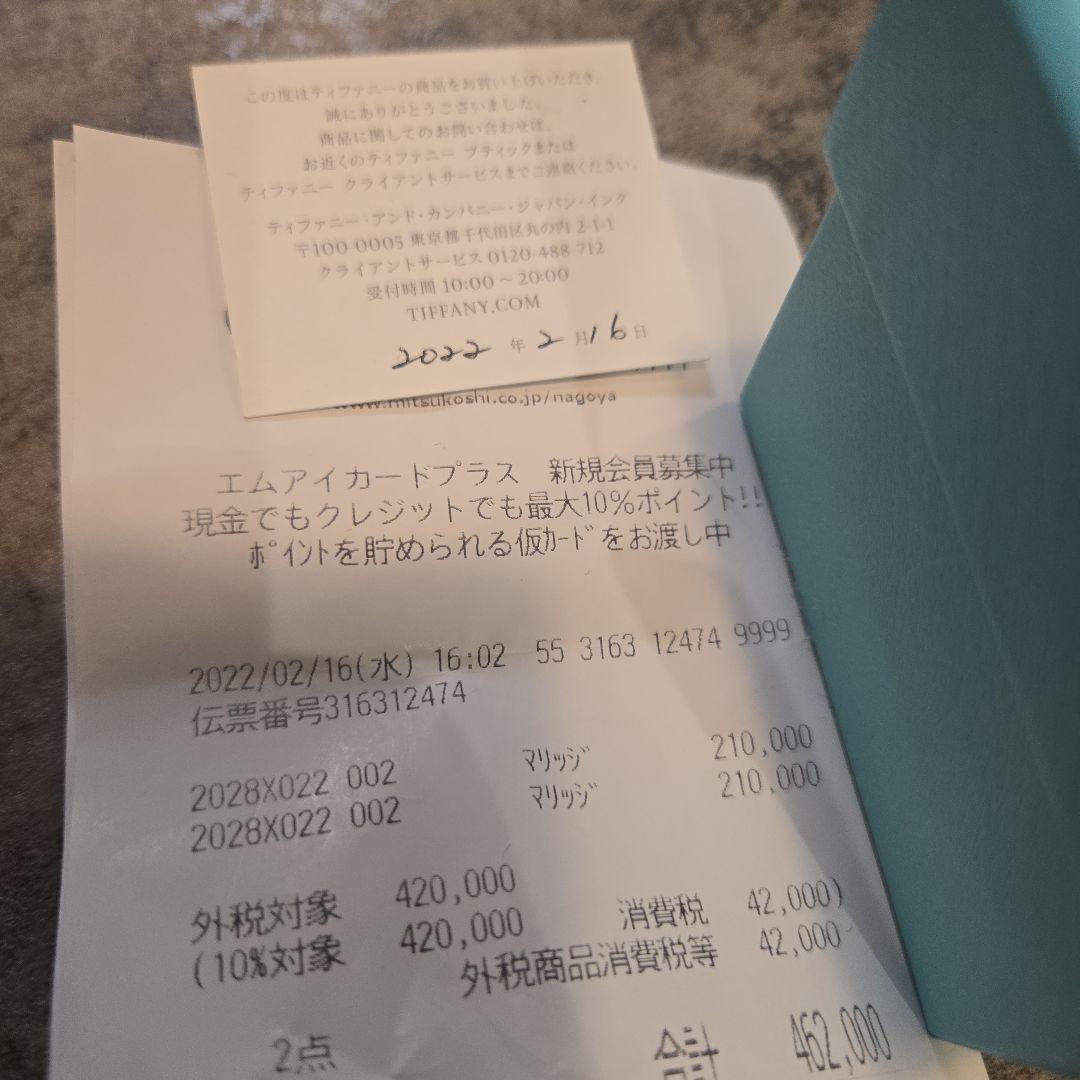 この度はティファニーの商品をお買い上げいただき、
誠にありがとうございました。
商品に関してのお問い合わせは、
お近くのティファニー ブティックまたは
ティファニー クライアントサービスまでご連絡ください。
ティファニー・アンド・カンパニー・ジャパン・インク
〒100-0005 東京都千代田区丸の内 2-1-1
クライアントサービス 0120-488-712
受付時間 10:00 ~ 20:00
TIFFANY.COM
2022 年 2 月 16 日
www.mitsukoshi.co.jp/nagoya
エムアイカードプラス 新規会員募集中
現金でもクレジットでも最大10%ポイント!!
ﾎﾟｲﾝﾄを貯められる仮ｶｰﾄﾞをお渡し中
2022/02/16(水) 16:02 55 3163 12474 9999
伝票番号316312474
2028X022 002 ﾏﾘｯｼﾞ 210,000
2028X022 002 ﾏﾘｯｼﾞ 210,000
外税対象 420,000
(10%対象 420,000 消費税 42,000)
外税商品消費税等 42,000
2点 合計 462,000